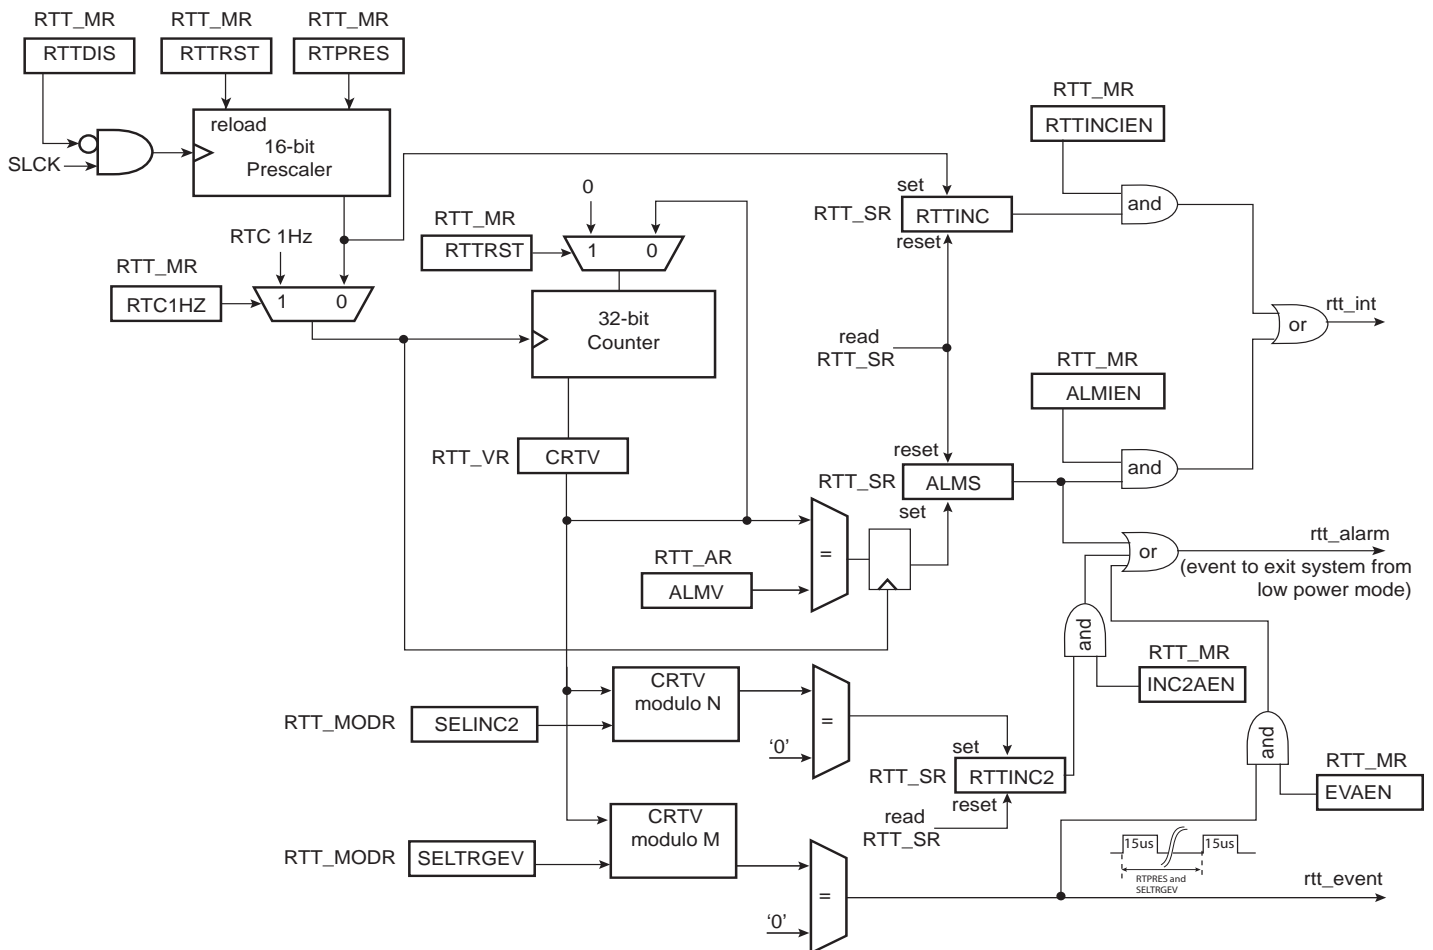 RTT_MR RTT_MR RTT_MR
RTTDIS RTTRST RTPRES
reload
16-bit
Prescaler
SLCK
RTT_MR
RTTINCIEN
0
RTT_MR
RTTRST
1 0
RTC 1Hz
RTT_MR
RTC1HZ
1 0
32-bit
Counter
set
RTT_SR RTTINC
reset
and
read
RTT_SR
or
rtt_int
RTT_MR
ALMIEN
RTT_VR CRTV
reset
RTT_SR ALMS
set
and
=
RTT_AR
ALMV
or
rtt_alarm
(event to exit system from
low power mode)
and
RTT_MR
INC2AEN
CRTV
modulo N
RTT_MODR SELINC2
=
'0'
set
RTT_SR RTTINC2
reset
read
RTT_SR
and
RTT_MR
EVAEN
CRTV
modulo M
RTT_MODR SELTRGEV
=
'0'
15us 15us
RTPRES and
SELTRGEV
rtt_event